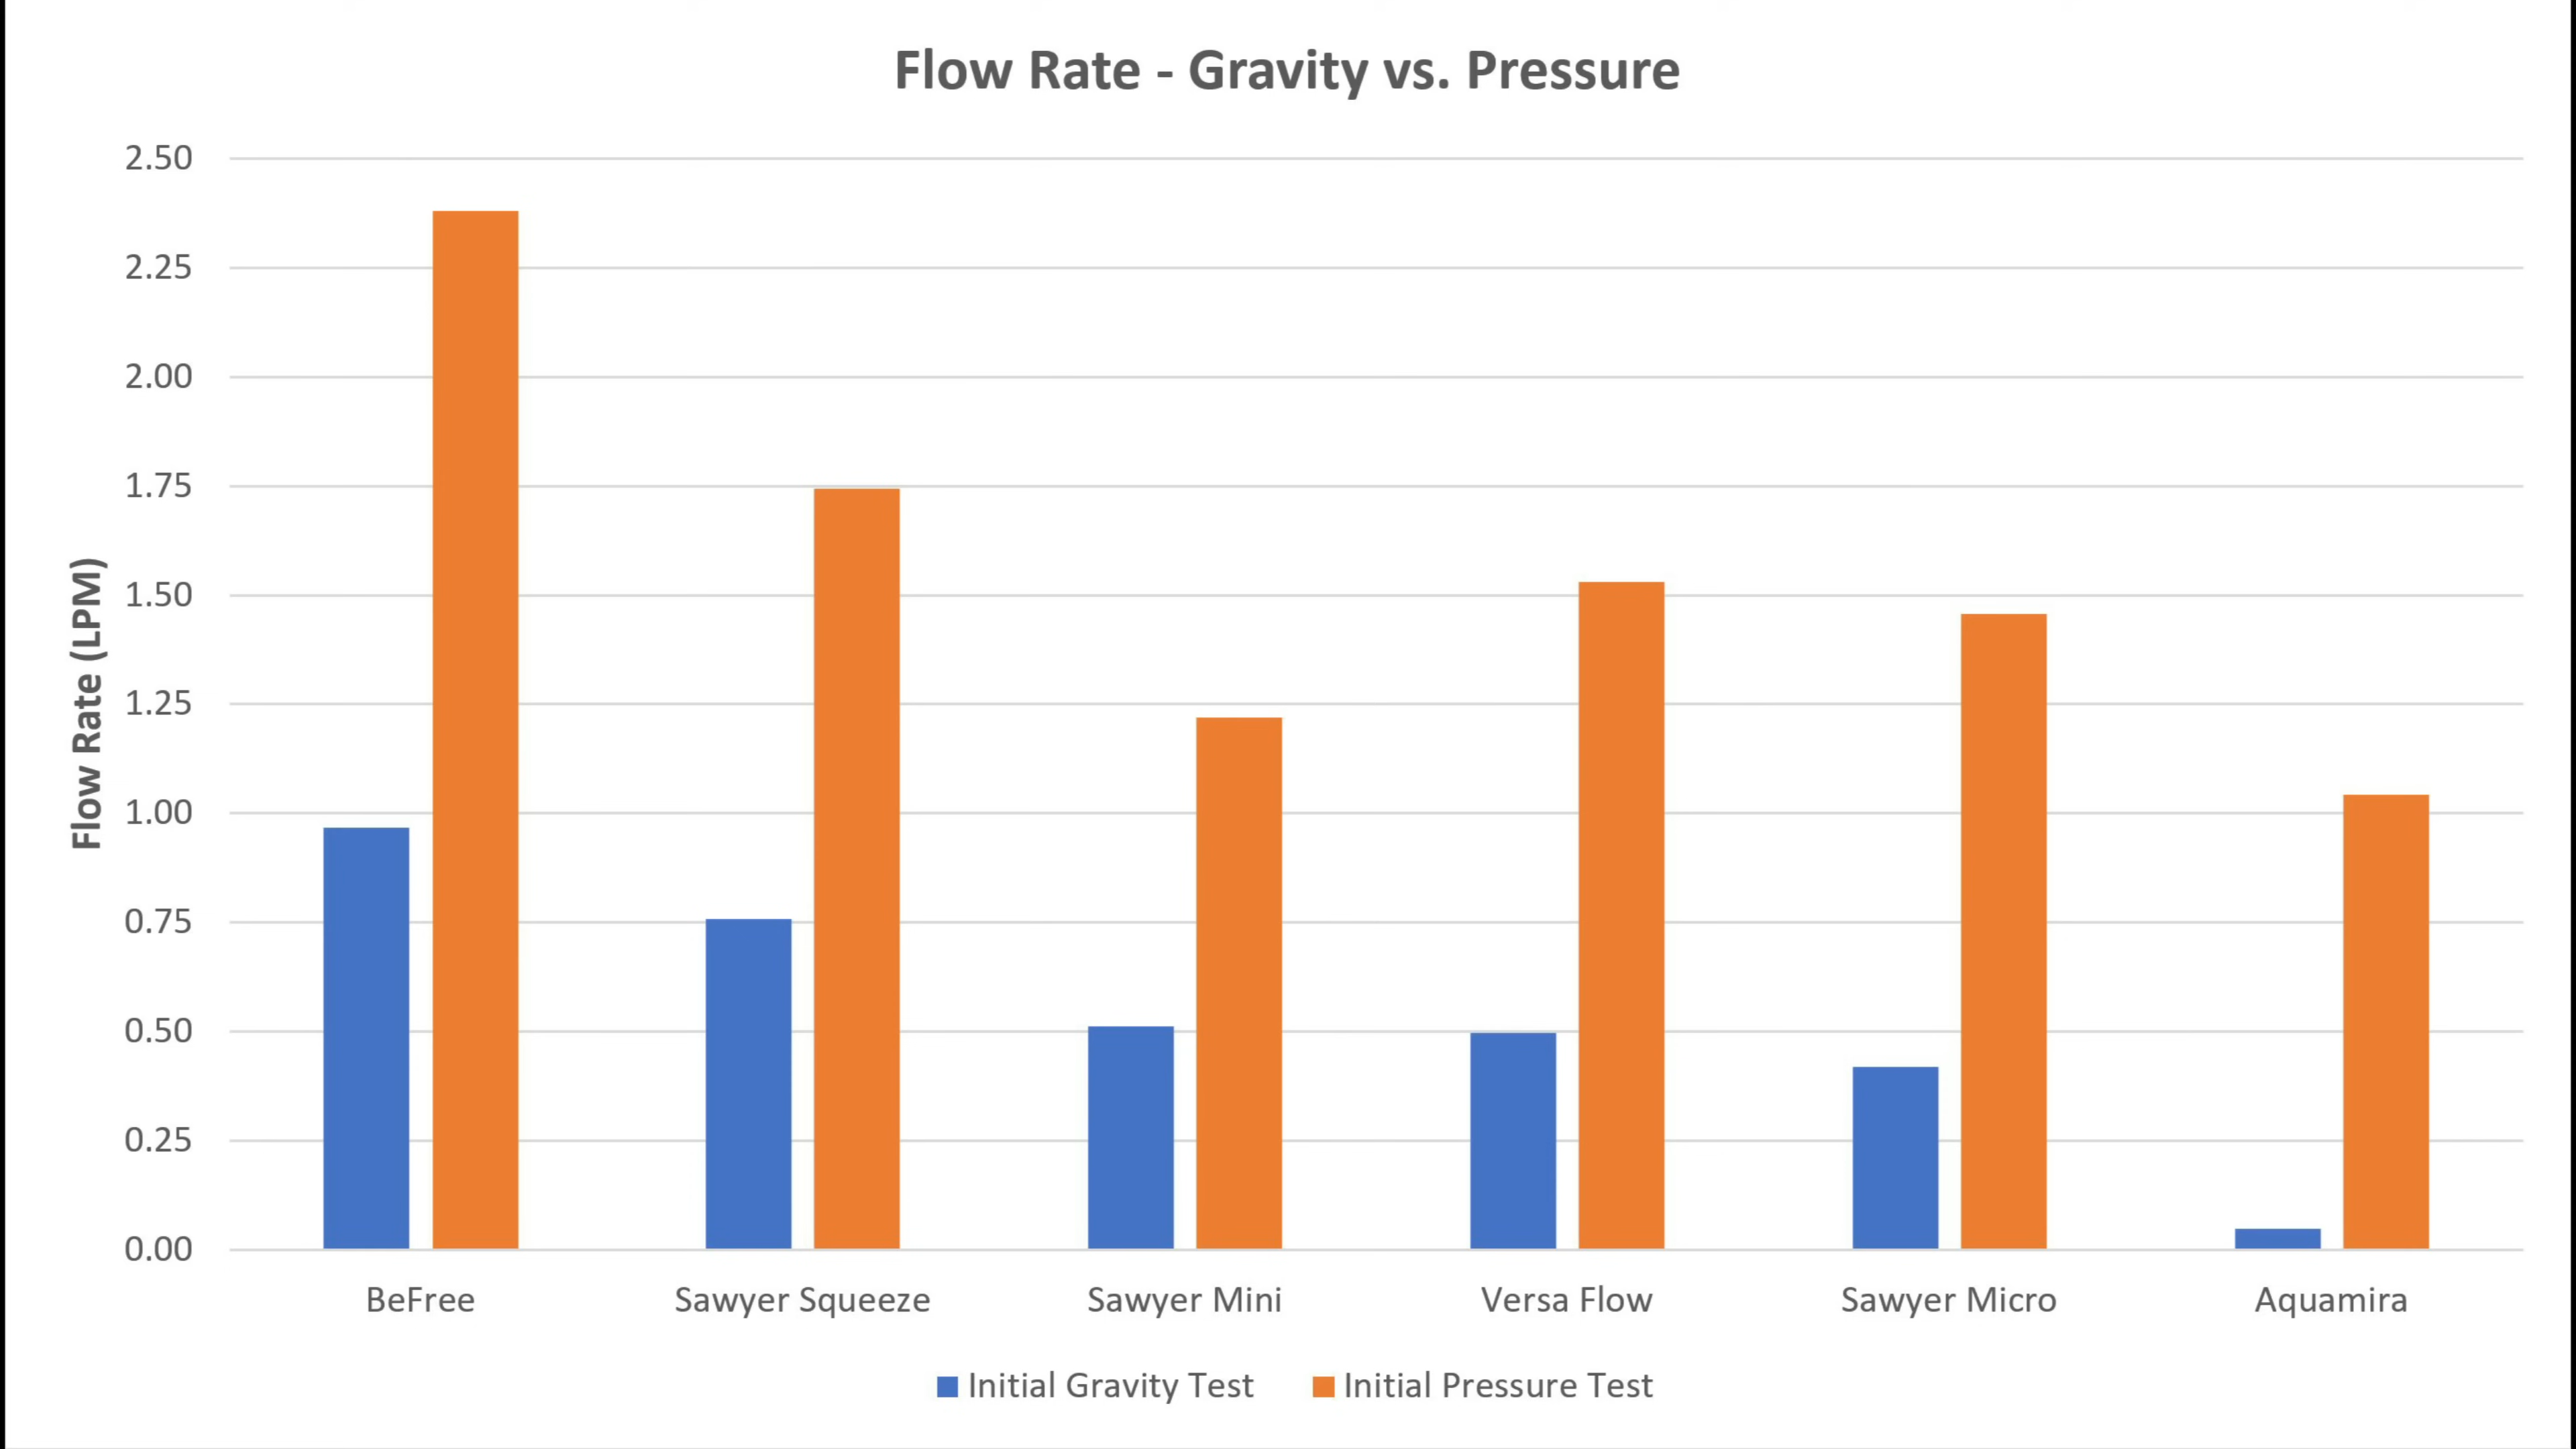 Flow Rate - Gravity vs. Pressure
2.50
2.25
2.00
1.75
1.50
1.25
1.00
0.75
0.50
0.25
0.00
Flow Rate (LPM)
BeFree Sawyer Squeeze Sawyer Mini Versa Flow Sawyer Micro Aquamira
Initial Gravity Test Initial Pressure Test